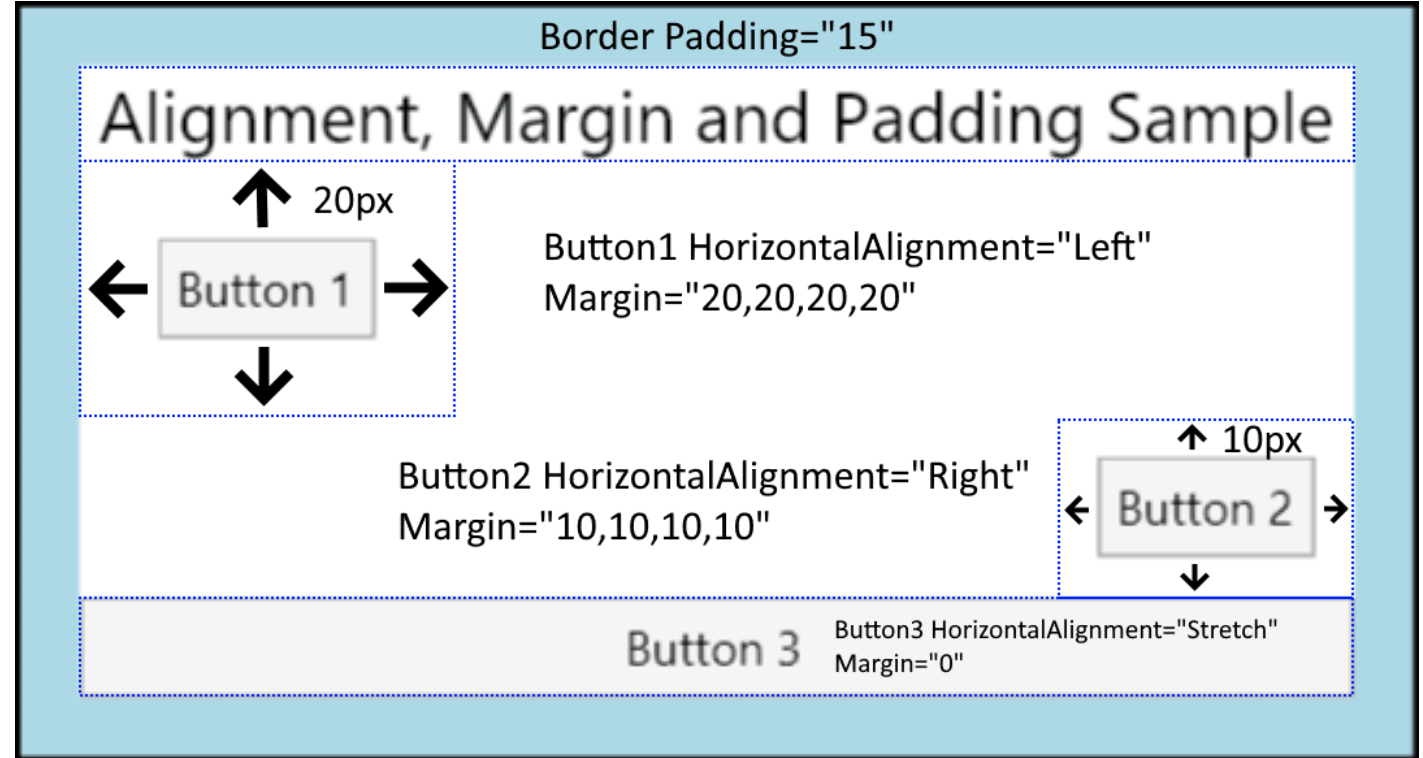 Border Padding="15"
Alignment, Margin and Padding Sample
20px
Button 1
Button1 HorizontalAlignment="Left"
Margin="20,20,20,20"
10px
Button2 HorizontalAlignment="Right"
Margin="10,10,10,10"
Button 2
Button 3
Button3 HorizontalAlignment="Stretch"
Margin="0"